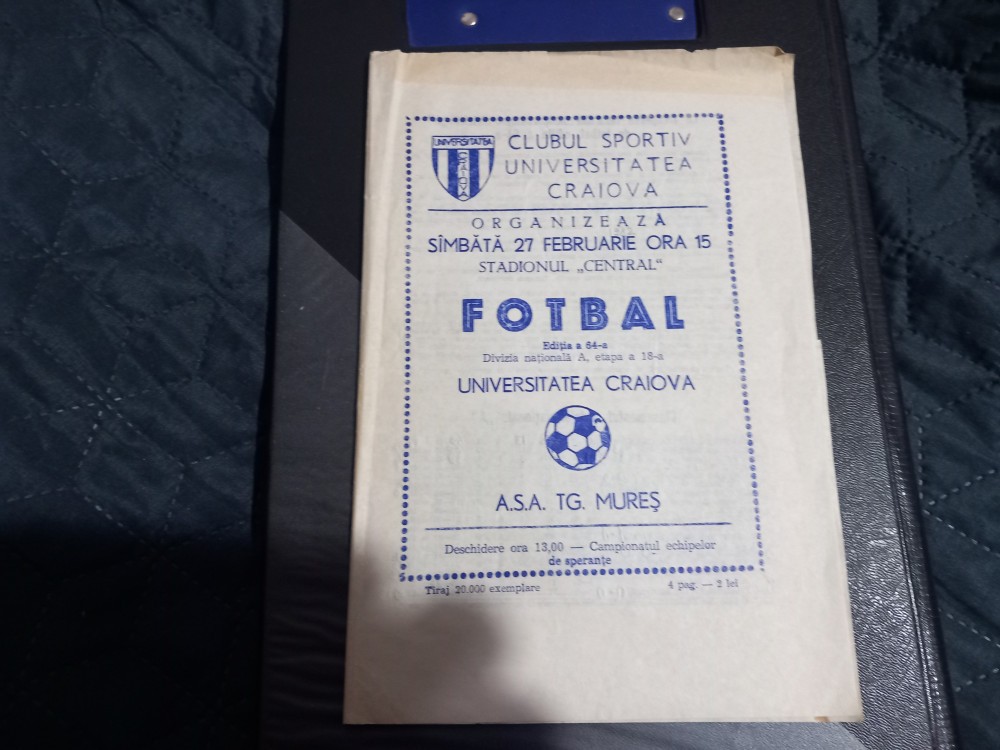 UNIVERSITATEA
CRAIOVA
CLUBUL SPORTIV
UNIVERSITATEA
CRAIOVA
ORGANIZEAZĂ
SÎMBĂTĂ 27 FEBRUARIE ORA 15
STADIONUL „CENTRAL“
FOTBAL
Ediția a 64-a
Divizia națională A, etapa a 18-a
UNIVERSITATEA CRAIOVA
A.S.A. TG. MUREȘ
Deschidere ora 13,00 — Campionatul echipelor
de speranțe
Tiraj 20.000 exemplare 4 pag. — 2 lei